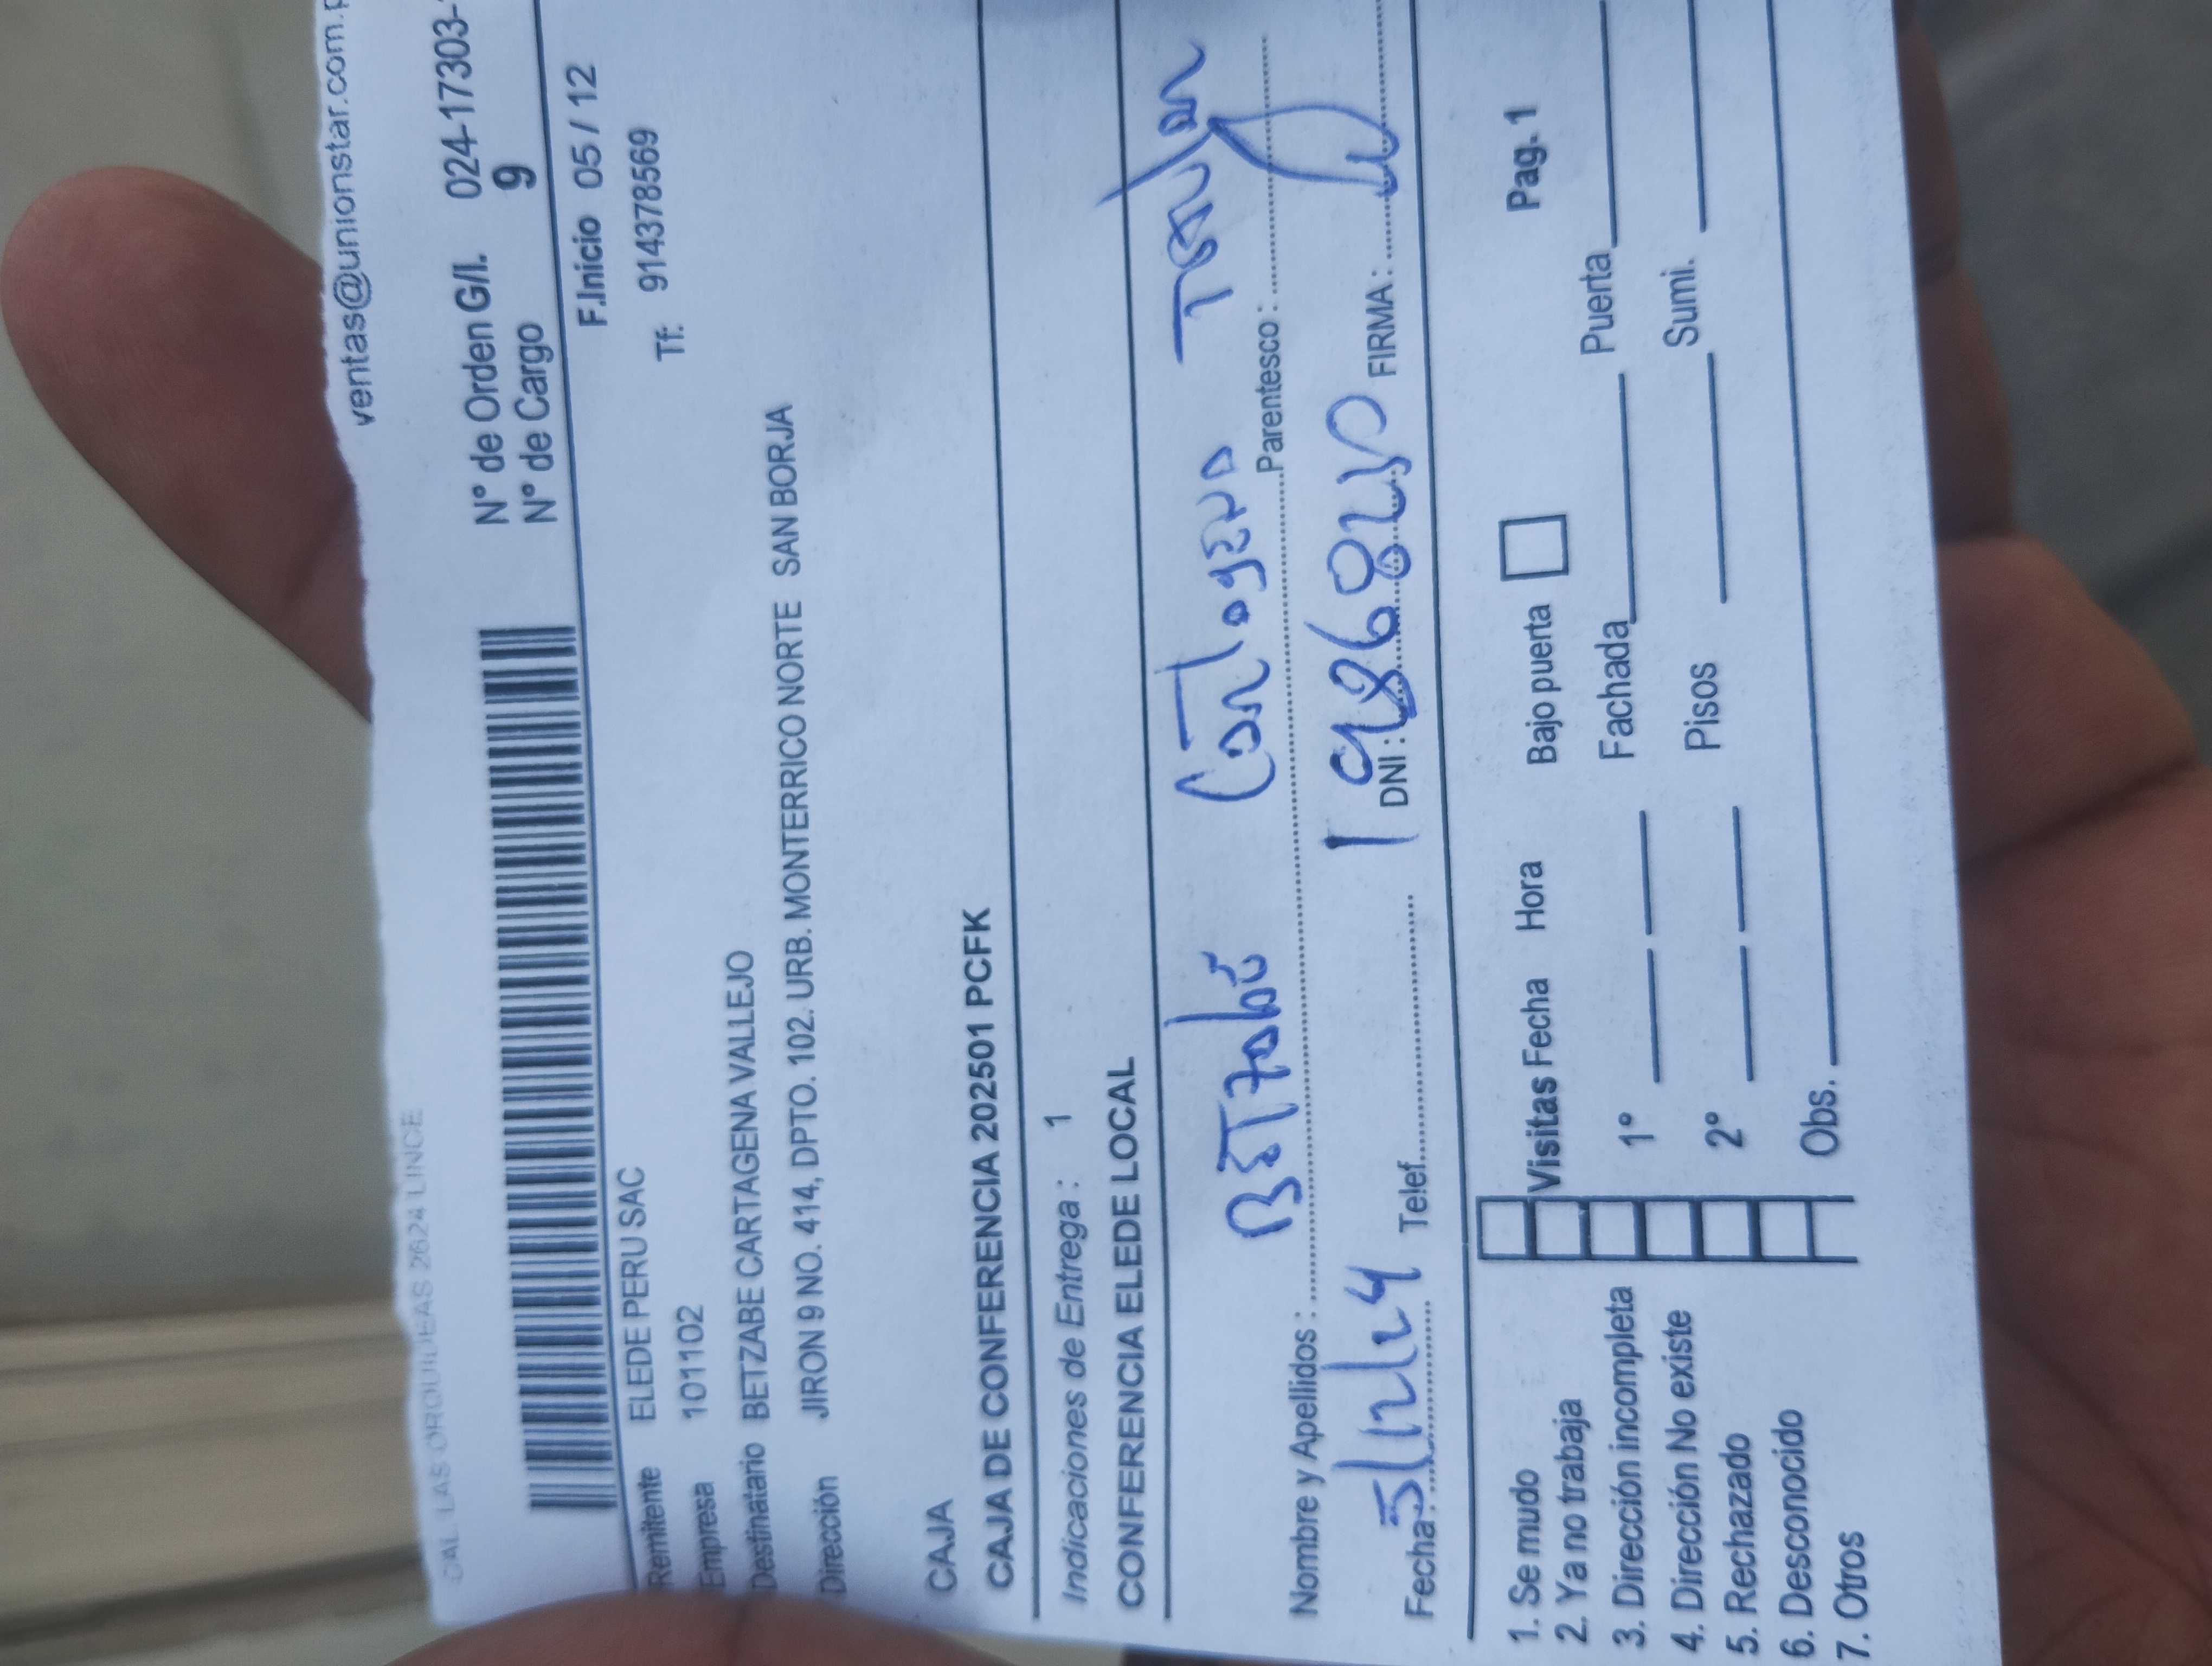 ventas@unionstar.com.p
CAL. LAS ORQUIDEAS 2624 LINCE
N° de Orden G/I. 024-17303-
N° de Cargo 9
F.Inicio 05 / 12
Remitente ELEDE PERU SAC
Tf. 914378569
Empresa 101102
Destinatario BETZABE CARTAGENA VALLEJO
Dirección JIRON 9 NO. 414, DPTO. 102. URB. MONTERRICO NORTE SAN BORJA
CAJA
CAJA DE CONFERENCIA 202501 PCFK
Indicaciones de Entrega : 1
CONFERENCIA ELEDE LOCAL
Betzabé Cartagena
Nombre y Apellidos : Parentesco :
5/12/24
Fecha: Telef. DNI : FIRMA :
1. Se mudo
2. Ya no trabaja
3. Dirección incompleta
4. Dirección No existe
5. Rechazado
6. Desconocido
7. Otros
Visitas Fecha Hora Bajo puerta Pag. 1
1° Fachada Puerta
2° Pisos Sumi.
Obs.